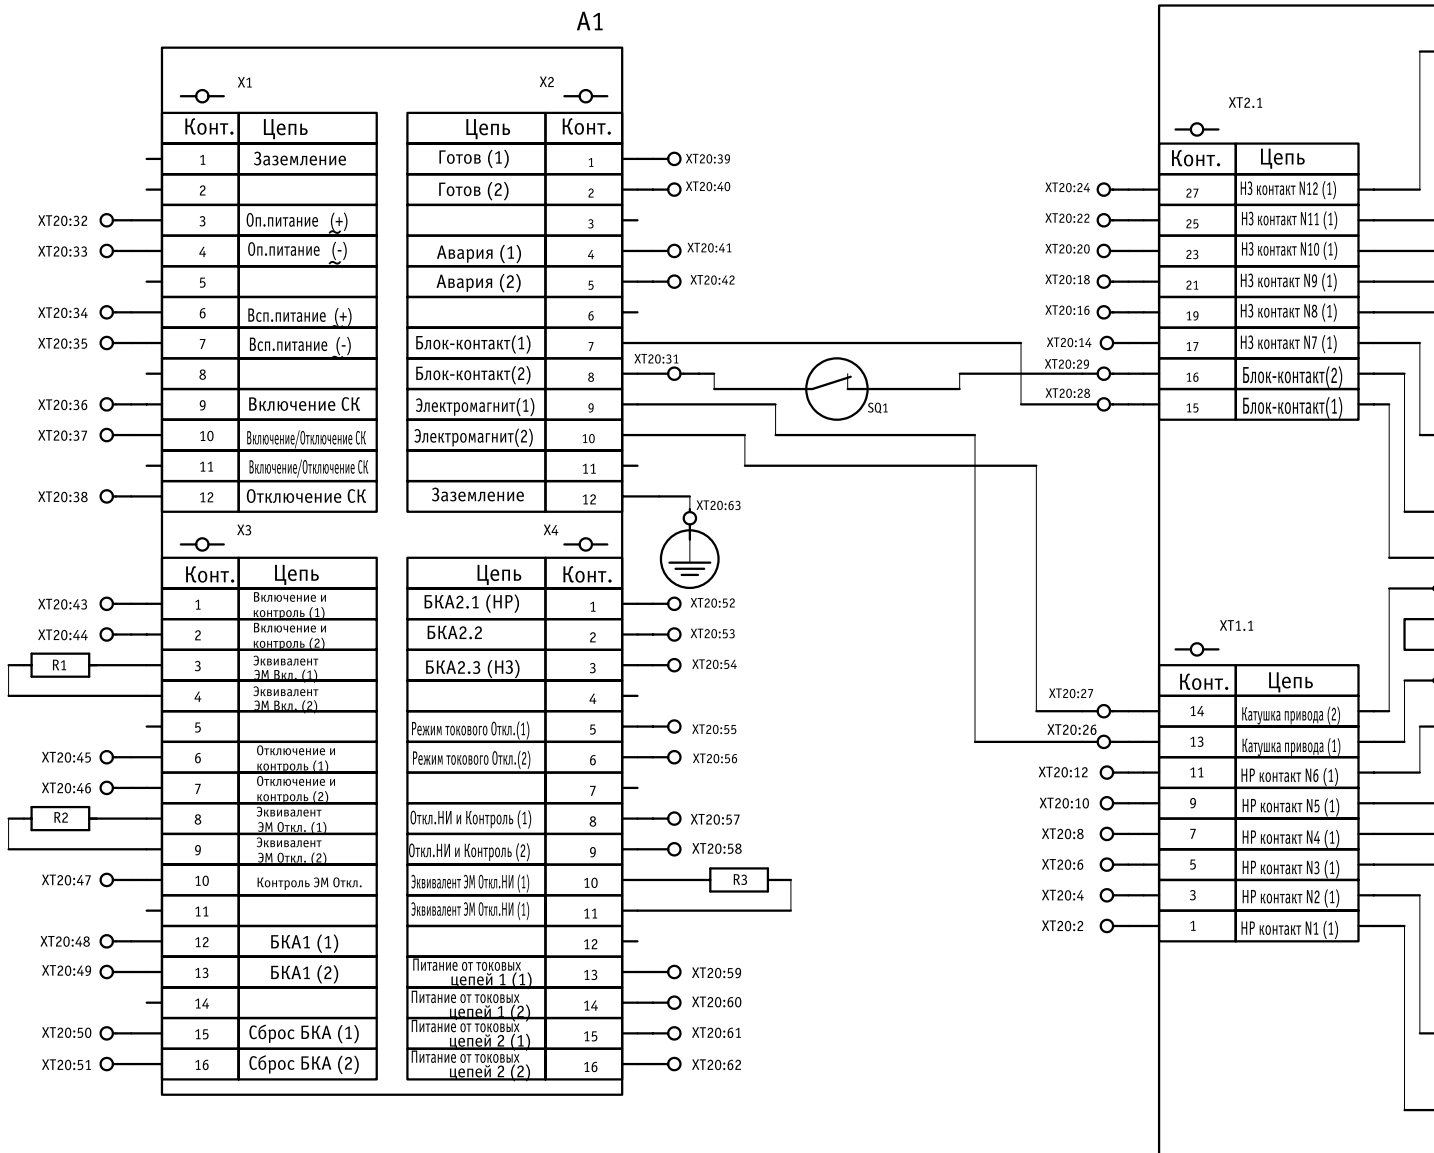 A1
X1
X2
Конт. Цепь
Цепь Конт.
1 Заземление
Готов (1) 1 XT20:39
2
Готов (2) 2 XT20:40
XT20:32 3 Оп.питание (+)
3
XT20:33 4 Оп.питание (-)
Авария (1) 4 XT20:41
5
Авария (2) 5 XT20:42
XT20:34 6 Всп.питание (+)
6
XT20:35 7 Всп.питание (-)
Блок-контакт(1) 7
8
Блок-контакт(2) 8 XT20:31
SQ1
XT20:36 9 Включение СК
Электромагнит(1) 9
XT20:37 10 Включение/Отключение СК
Электромагнит(2) 10
11 Включение/Отключение СК
11
XT20:38 12 Отключение СК
Заземление 12
XT20:63
X3
X4
Конт. Цепь
Цепь Конт.
XT20:43 1 Включение и
контроль (1)
БКА2.1 (НР) 1 XT20:52
XT20:44 2 Включение и
контроль (2)
БКА2.2 2 XT20:53
R1 3 Эквивалент
ЭМ Вкл. (1)
БКА2.3 (НЗ) 3 XT20:54
4 Эквивалент
ЭМ Вкл. (2)
4
5
Режим токового Откл.(1) 5 XT20:55
XT20:45 6 Отключение и
контроль (1)
Режим токового Откл.(2) 6 XT20:56
XT20:46 7 Отключение и
контроль (2)
7
R2 8 Эквивалент
ЭМ Откл. (1)
Откл.НИ и Контроль (1) 8 XT20:57
9 Эквивалент
ЭМ Откл. (2)
Откл.НИ и Контроль (2) 9 XT20:58
XT20:47 10 Контроль ЭМ Откл.
Эквивалент ЭМ Откл.НИ (1) 10 R3
11
Эквивалент ЭМ Откл.НИ (1) 11
XT20:48 12 БКА1 (1)
12
XT20:49 13 БКА1 (2)
Питание от токовых
цепей 1 (1) 13 XT20:59
14
Питание от токовых
цепей 1 (2) 14 XT20:60
XT20:50 15 Сброс БКА (1)
Питание от токовых
цепей 2 (1) 15 XT20:61
XT20:51 16 Сброс БКА (2)
Питание от токовых
цепей 2 (2) 16 XT20:62
XT2.1
Конт. Цепь
XT20:24 27 НЗ контакт N12 (1)
XT20:22 25 НЗ контакт N11 (1)
XT20:20 23 НЗ контакт N10 (1)
XT20:18 21 НЗ контакт N9 (1)
XT20:16 19 НЗ контакт N8 (1)
XT20:14 17 НЗ контакт N7 (1)
XT20:29 16 Блок-контакт(2)
XT20:28 15 Блок-контакт(1)
XT1.1
Конт. Цепь
XT20:27 14 Катушка привода (2)
XT20:26 13 Катушка привода (1)
XT20:12 11 НР контакт N6 (1)
XT20:10 9 НР контакт N5 (1)
XT20:8 7 НР контакт N4 (1)
XT20:6 5 НР контакт N3 (1)
XT20:4 3 НР контакт N2 (1)
XT20:2 1 НР контакт N1 (1)